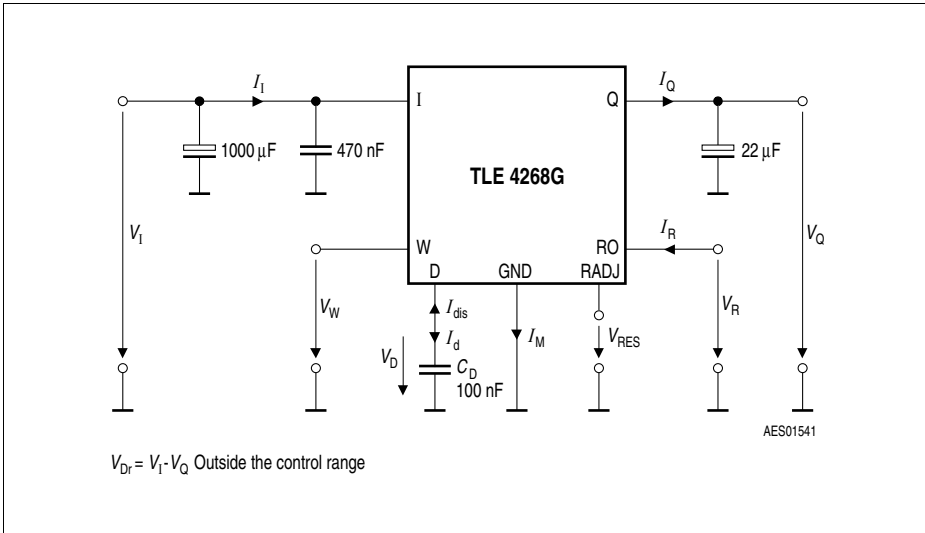 I_I
I_Q
I
Q
1000 µF
470 nF
22 µF
TLE 4268G
V_I
W
RO
I_R
V_Q
D
GND
RADJ
V_W
I_dis
V_R
V_D
I_d
I_M
V_RES
C_D
100 nF
AES01541
V_Dr = V_I-V_Q Outside the control range